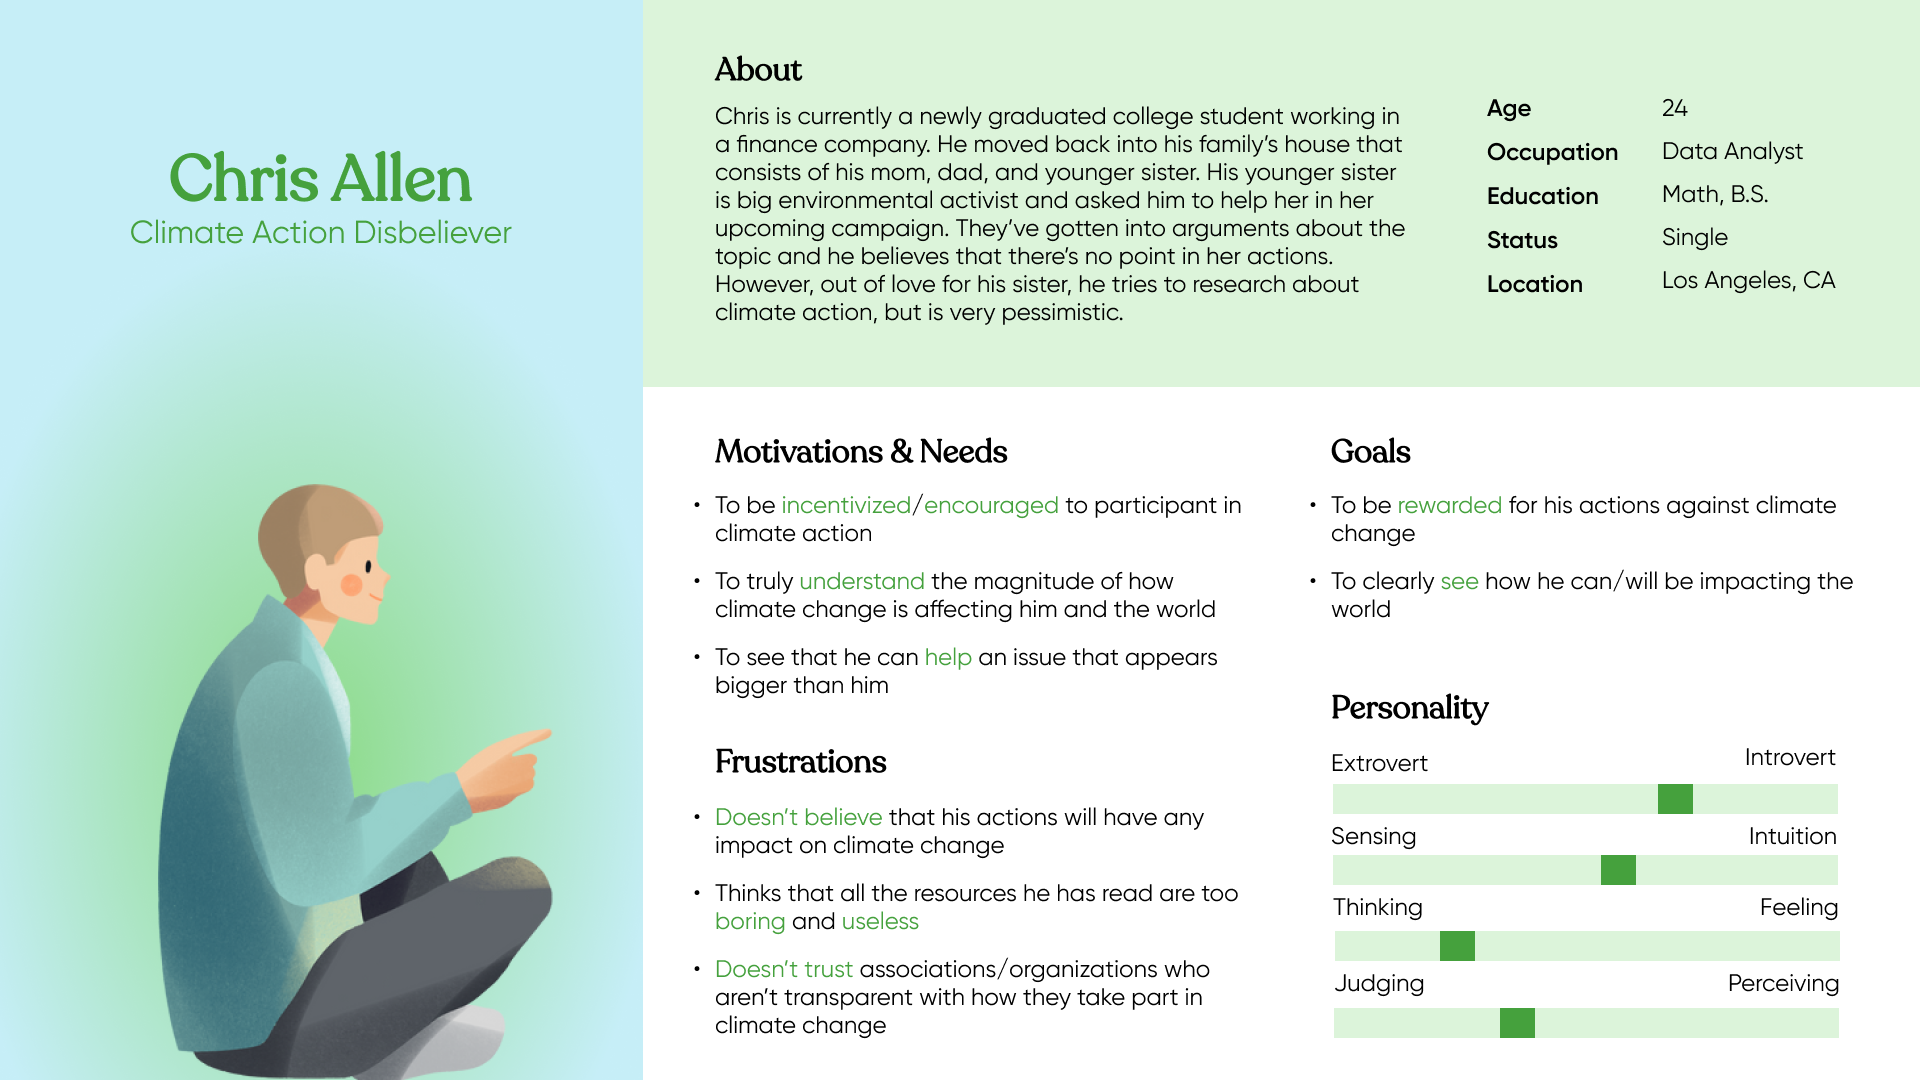 Chris Allen
Climate Action Disbeliever
About
Chris is currently a newly graduated college student working in
a finance company. He moved back into his family's house that
consists of his mom, dad, and younger sister. His younger sister
is big environmental activist and asked him to help her in her
upcoming campaign. They've gotten into arguments about the
topic and he believes that there's no point in her actions.
However, out of love for his sister, he tries to research about
climate action, but is very pessimistic.
Age 24
Occupation Data Analyst
Education Math, B.S.
Status Single
Location Los Angeles, CA
Motivations & Needs
• To be incentivized/encouraged to participant in
climate action
• To truly understand the magnitude of how
climate change is affecting him and the world
• To see that he can help an issue that appears
bigger than him
Frustrations
• Doesn't believe that his actions will have any
impact on climate change
• Thinks that all the resources he has read are too
boring and useless
• Doesn't trust associations/organizations who
aren't transparent with how they take part in
climate change
Goals
• To be rewarded for his actions against climate
change
• To clearly see how he can/will be impacting the
world
Personality
Extrovert Introvert
Sensing Intuition
Thinking Feeling
Judging Perceiving